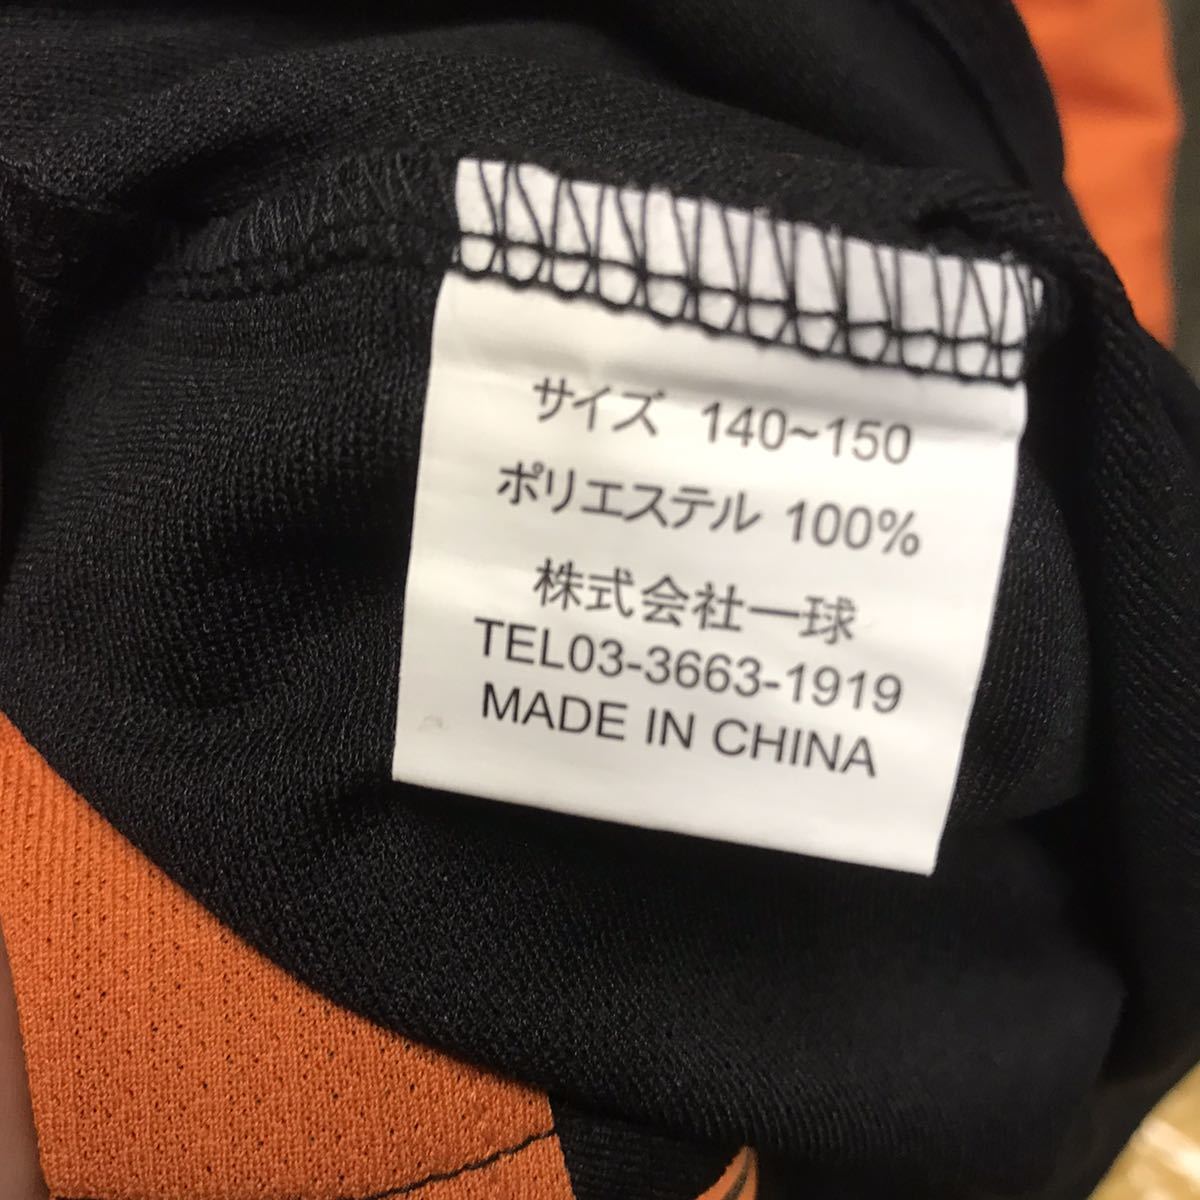 サイズ 140~150
ポリエステル 100%
株式会社一球
TEL03-3663-1919
MADE IN CHINA